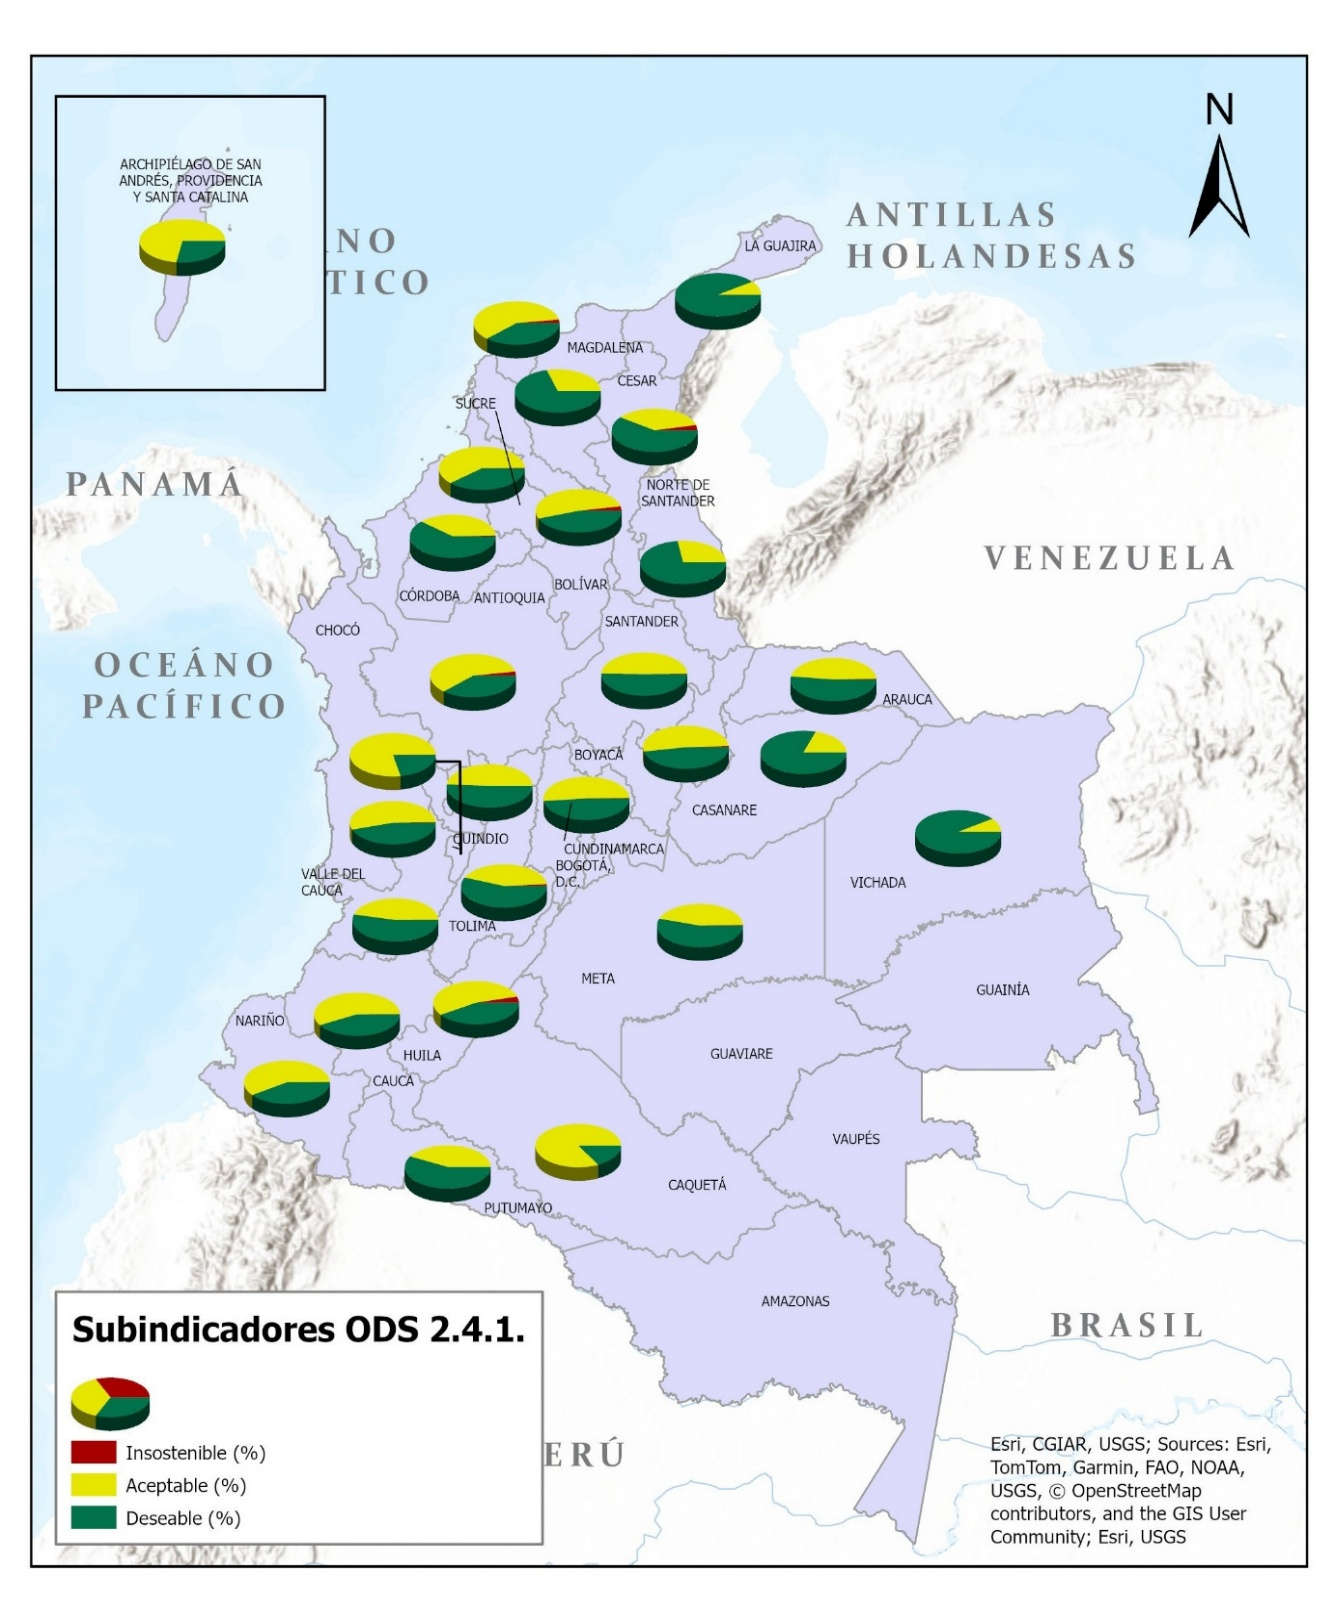 N
ARCHIPIÉLAGO DE SAN
ANDRÉS, PROVIDENCIA
Y SANTA CATALINA
NO
TICO
ANTILLAS
HOLANDESAS
LA GUAJIRA
MAGDALENA
CESAR
SUCRE
PANAMÁ
NORTE DE
SANTANDER
VENEZUELA
CÓRDOBA
ANTIOQUIA
BOLÍVAR
SANTANDER
CHOCÓ
OCEÁNO
PACÍFICO
ARAUCA
BOYACÁ
CASANARE
QUINDIO
CUNDINAMARCA
BOGOTÁ,
D.C.
VALLE DEL
CAUCA
VICHADA
TOLIMA
META
GUAINÍA
NARIÑO
HUILA
GUAVIARE
CAUCA
VAUPÉS
CAQUETÁ
PUTUMAYO
AMAZONAS
BRASIL
ERÚ
Subindicadores ODS 2.4.1.
Insostenible (%)
Aceptable (%)
Deseable (%)
Esri, CGIAR, USGS; Sources: Esri,
TomTom, Garmin, FAO, NOAA,
USGS, © OpenStreetMap
contributors, and the GIS User
Community; Esri, USGS